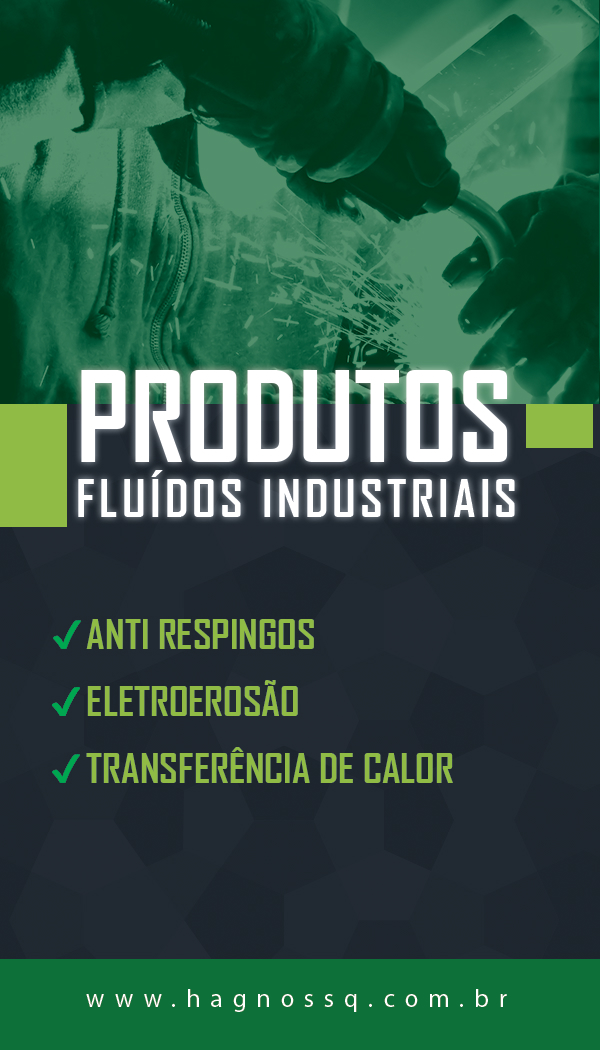 PRODUTOS
FLUÍDOS INDUSTRIAIS
ANTI RESPINGOS
ELETROEROSÃO
TRANSFERÊNCIA DE CALOR
www.hagnossq.com.br